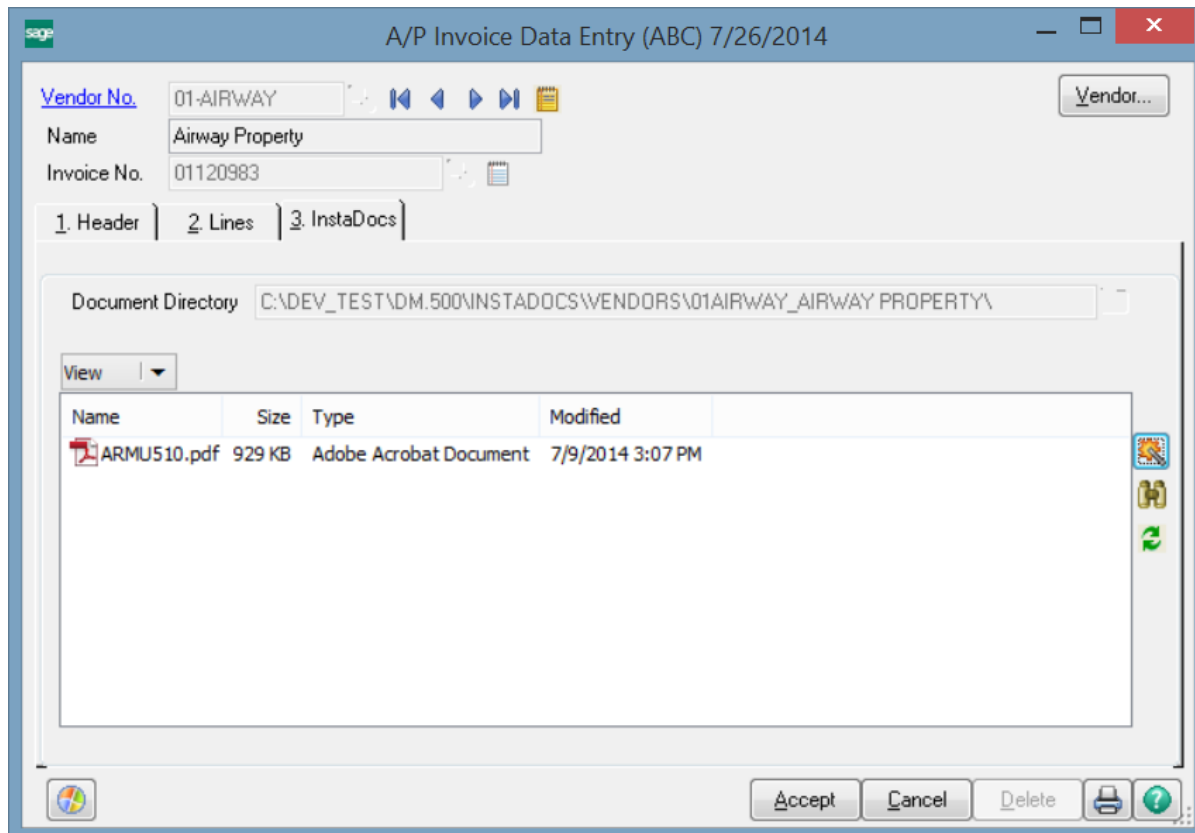 sage A/P Invoice Data Entry (ABC) 7/26/2014
Vendor No. 01-AIRWAY Vendor...
Name Airway Property
Invoice No. 01120983
1. Header 2. Lines 3. InstaDocs
Document Directory C:\DEV_TEST\DM.500\INSTADOCS\VENDORS\01AIRWAY_AIRWAY PROPERTY\
View
Name Size Type Modified
ARMU510.pdf 929 KB Adobe Acrobat Document 7/9/2014 3:07 PM
Accept Cancel Delete